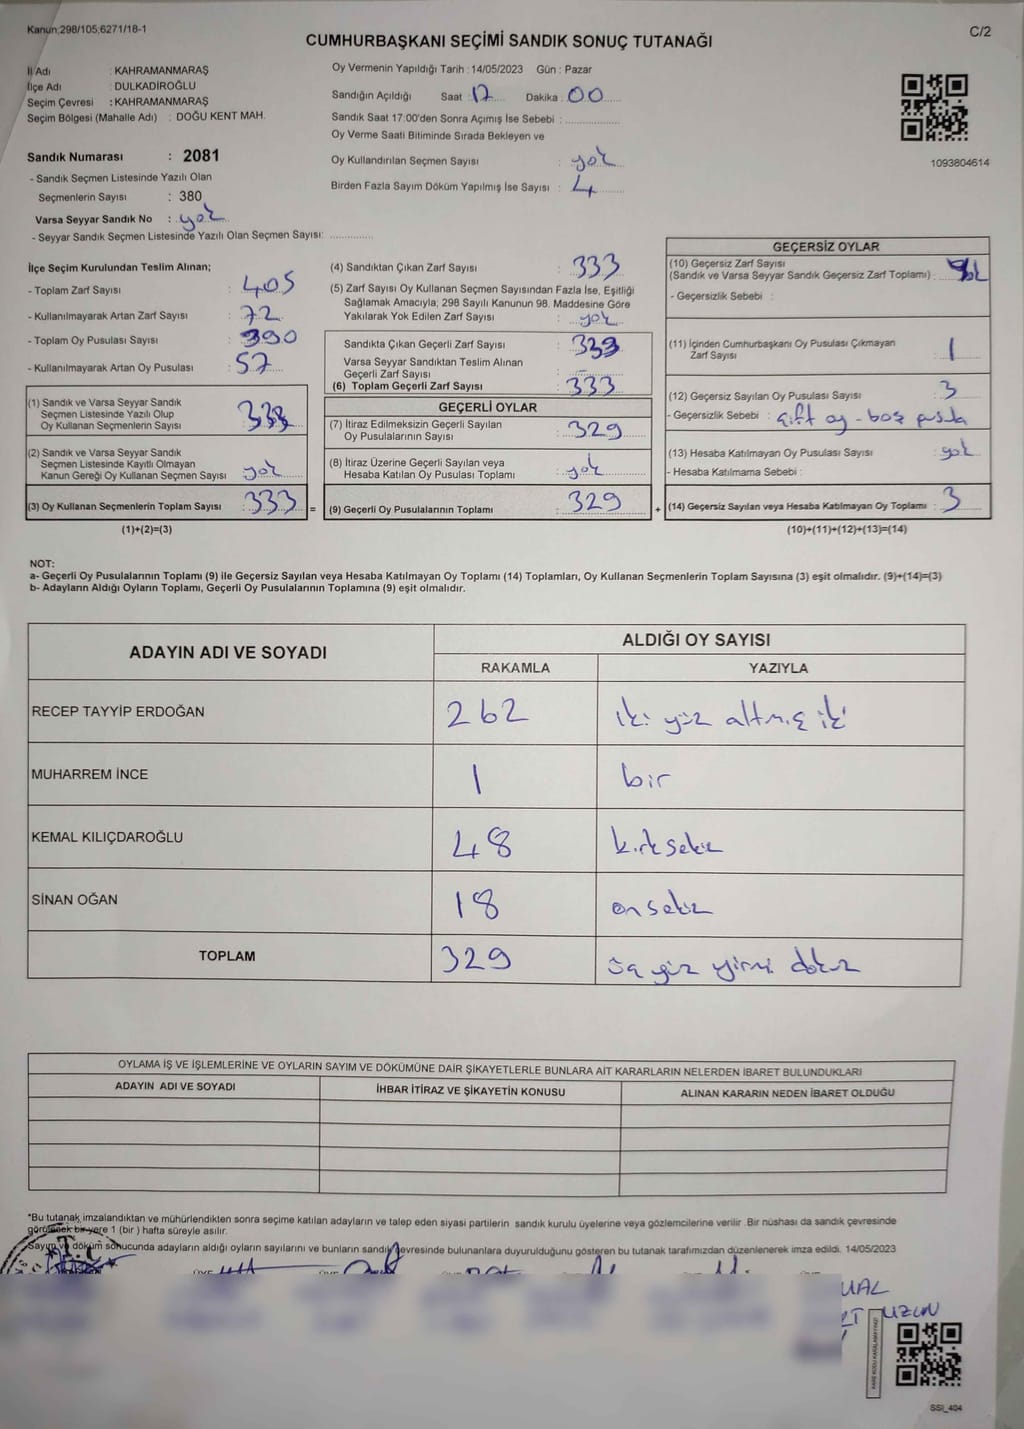 Kanun;298/105;6271/18-1
C/2
CUMHURBAŞKANI SEÇİMİ SANDIK SONUÇ TUTANAĞI
İl Adı : KAHRAMANMARAŞ
İlçe Adı : DULKADİROĞLU
Seçim Çevresi : KAHRAMANMARAŞ
Seçim Bölgesi (Mahalle Adı) : DOĞU KENT MAH.
Sandık Numarası : 2081
- Sandık Seçmen Listesinde Yazılı Olan
Seçmenlerin Sayısı : 380
Varsa Seyyar Sandık No : yok
- Seyyar Sandık Seçmen Listesinde Yazılı Olan Seçmen Sayısı: ..............
Oy Vermenin Yapıldığı Tarih : 14/05/2023 Gün : Pazar
Sandığın Açıldığı Saat : 17 Dakika : 00
Sandık Saat 17:00'den Sonra Açımış İse Sebebi : ..............
Oy Verme Saati Bitiminde Sırada Bekleyen ve
Oy Kullandırılan Seçmen Sayısı : yok
Birden Fazla Sayım Döküm Yapılmış İse Sayısı : 4
1093804614
İlçe Seçim Kurulundan Teslim Alınan;
- Toplam Zarf Sayısı : 405
- Kullanılmayarak Artan Zarf Sayısı : 72
- Toplam Oy Pusulası Sayısı : 390
- Kullanılmayarak Artan Oy Pusulası : 57
(1) Sandık ve Varsa Seyyar Sandık
Seçmen Listesinde Yazılı Olup
Oy Kullanan Seçmenlerin Sayısı : 333
(2) Sandık ve Varsa Seyyar Sandık
Seçmen Listesinde Kayıtlı Olmayan
Kanun Gereği Oy Kullanan Seçmen Sayısı : yok
(3) Oy Kullanan Seçmenlerin Toplam Sayısı : 333 =
(1)+(2)=(3)
(4) Sandıktan Çıkan Zarf Sayısı : 333
(5) Zarf Sayısı Oy Kullanan Seçmen Sayısından Fazla İse, Eşitliği
Sağlamak Amacıyla; 298 Sayılı Kanunun 98. Maddesine Göre
Yakılarak Yok Edilen Zarf Sayısı : yok
Sandıkta Çıkan Geçerli Zarf Sayısı : 333
Varsa Seyyar Sandıktan Teslim Alınan
Geçerli Zarf Sayısı :
(6) Toplam Geçerli Zarf Sayısı : 333
GEÇERLİ OYLAR
(7) İtiraz Edilmeksizin Geçerli Sayılan
Oy Pusulalarının Sayısı : 329
(8) İtiraz Üzerine Geçerli Sayılan veya
Hesaba Katılan Oy Pusulası Toplamı : yok
(9) Geçerli Oy Pusulalarının Toplamı : 329 +
GEÇERSİZ OYLAR
(10) Geçersiz Zarf Sayısı
(Sandık ve Varsa Seyyar Sandık Geçersiz Zarf Toplamı) : yok
- Geçersizlik Sebebi :
(11) İçinden Cumhurbaşkanı Oy Pusulası Çıkmayan
Zarf Sayısı : 1
(12) Geçersiz Sayılan Oy Pusulası Sayısı : 3
- Geçersizlik Sebebi : çift oy - boş pusula
(13) Hesaba Katılmayan Oy Pusulası Sayısı : yok
- Hesaba Katılmama Sebebi :
(14) Geçersiz Sayılan veya Hesaba Katılmayan Oy Toplamı : 3
(10)+(11)+(12)+(13)=(14)
NOT:
a- Geçerli Oy Pusulalarının Toplamı (9) ile Geçersiz Sayılan veya Hesaba Katılmayan Oy Toplamı (14) Toplamları, Oy Kullanan Seçmenlerin Toplam Sayısına (3) eşit olmalıdır. (9)+(14)=(3)
b- Adayların Aldığı Oyların Toplamı, Geçerli Oy Pusulalarının Toplamına (9) eşit olmalıdır.
ADAYIN ADI VE SOYADI
ALDIĞI OY SAYISI
RAKAMLA YAZIYLA
RECEP TAYYİP ERDOĞAN 262 iki yüz altmış iki
MUHARREM İNCE 1 bir
KEMAL KILIÇDAROĞLU 48 kırk sekiz
SİNAN OĞAN 18 on sekiz
TOPLAM 329 üç yüz yirmi dokuz
OYLAMA İŞ VE İŞLEMLERİNE VE OYLARIN SAYIM VE DÖKÜMÜNE DAİR ŞİKAYETLERLE BUNLARA AİT KARARLARIN NELERDEN İBARET BULUNDUKLARI
ADAYIN ADI VE SOYADI İHBAR İTİRAZ VE ŞİKAYETİN KONUSU ALINAN KARARIN NEDEN İBARET OLDUĞU
*Bu tutanak imzalandıktan ve mühürlendikten sonra seçime katılan adayların ve talep eden siyasi partilerin sandık kurulu üyelerine veya gözlemcilerine verilir. Bir nüshası da sandık çevresinde
görülecek bir yere 1 (bir) hafta süreyle asılır.
Sayım ve döküm sonucunda adayların aldığı oyların sayılarını ve bunların sandık çevresinde bulunanlara duyurulduğunu gösteren bu tutanak tarafımızdan düzenlenerek imza edildi. 14/05/2023
T.C.
UZUN
SSI_404